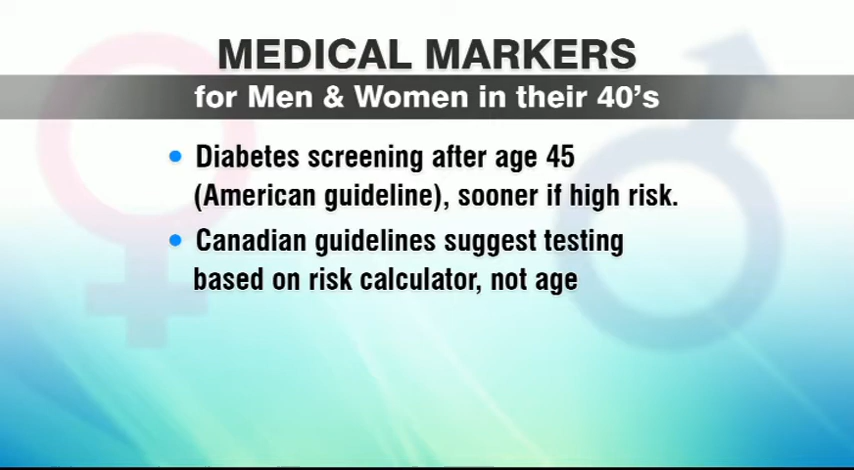 MEDICAL MARKERS
for Men & Women in their 40's
• Diabetes screening after age 45
(American guideline), sooner if high risk.
• Canadian guidelines suggest testing
based on risk calculator, not age